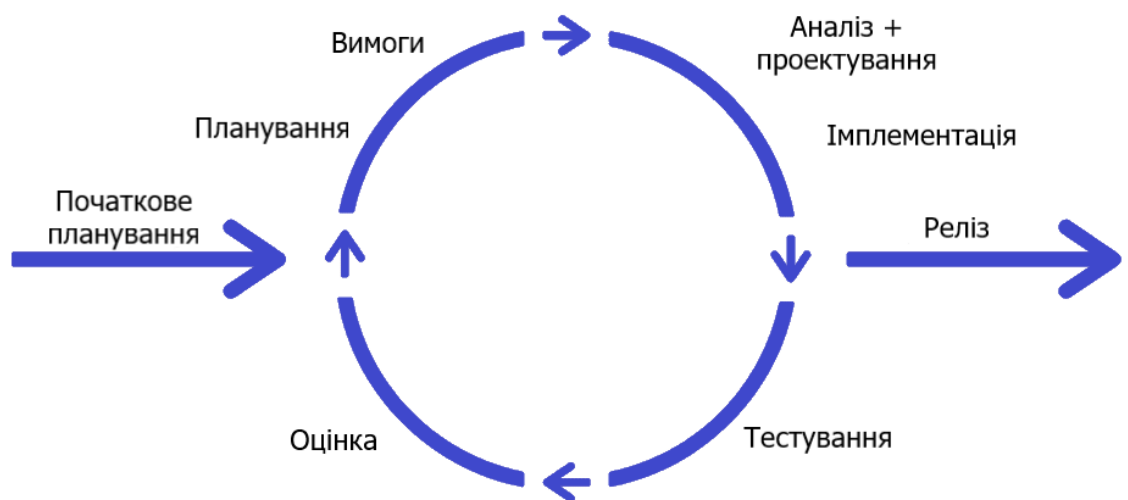 Вимоги
Аналіз +
проектування
Планування
Імплементація
Початкове
планування
Реліз
Оцінка
Тестування